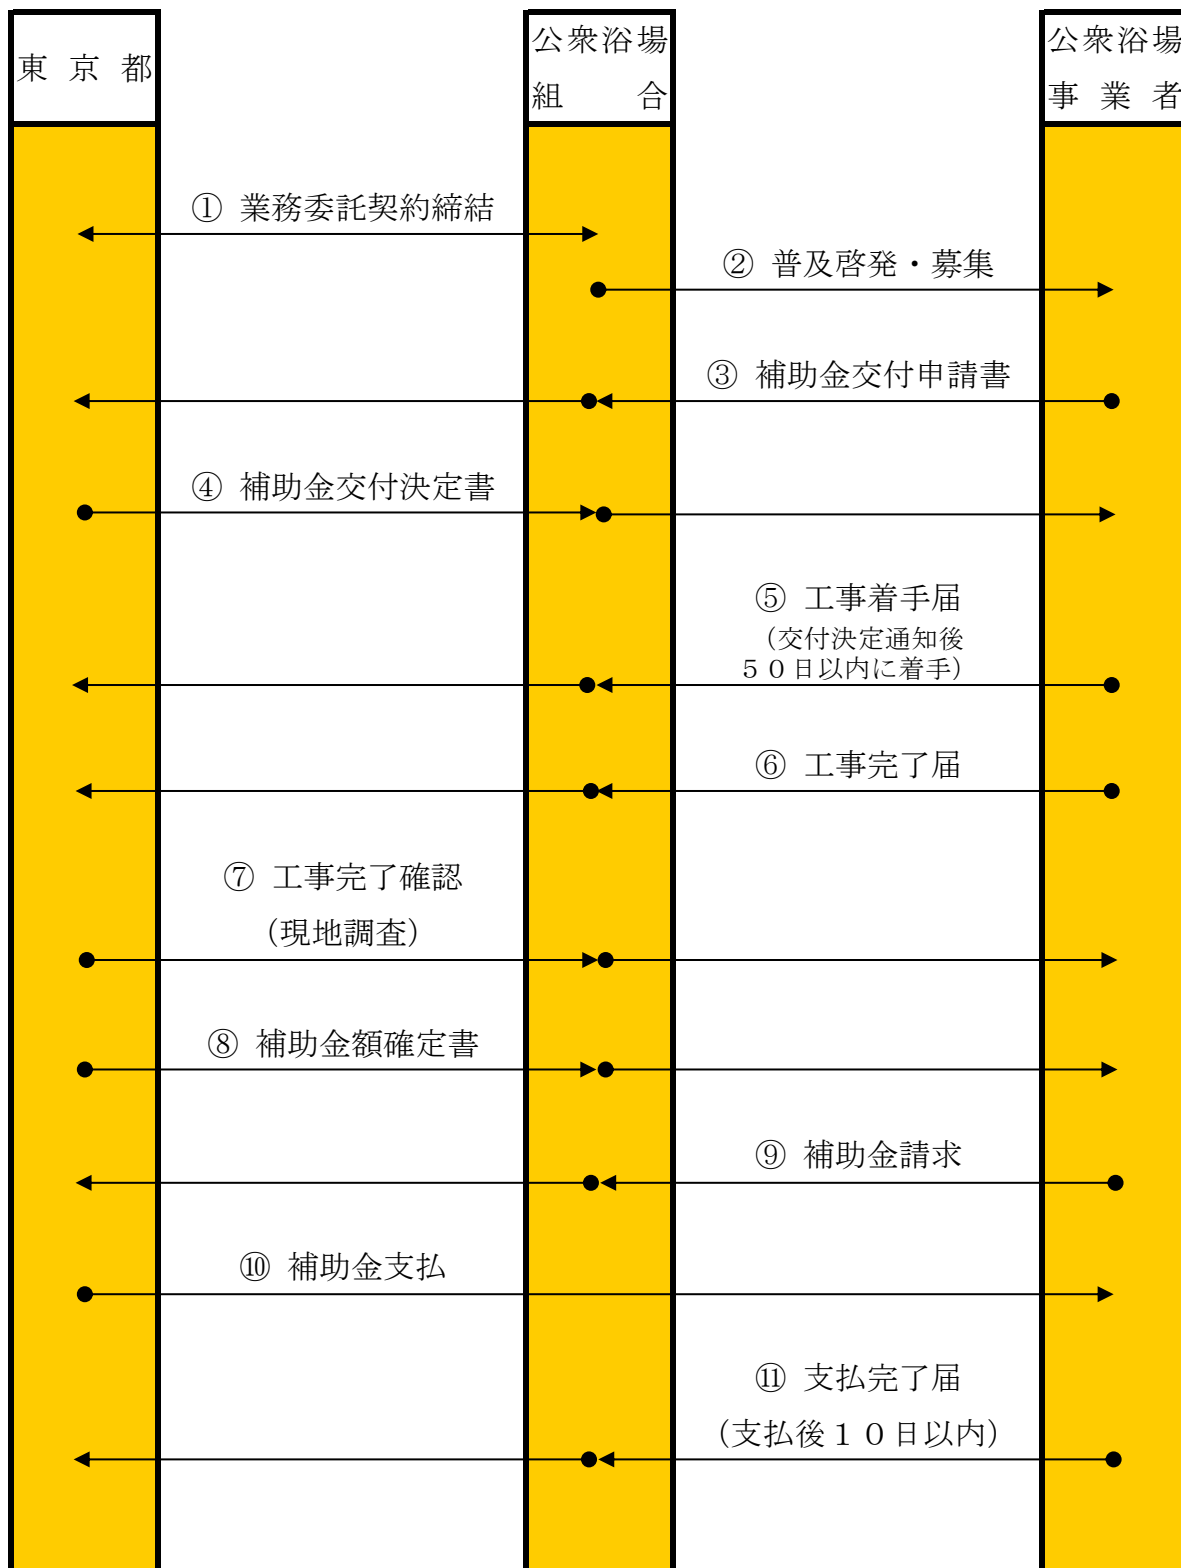 東京都
公衆浴場
組合
公衆浴場
事業者
① 業務委託契約締結
② 普及啓発・募集
③ 補助金交付申請書
④ 補助金交付決定書
⑤ 工事着手届
（交付決定通知後
５０日以内に着手）
⑥ 工事完了届
⑦ 工事完了確認
（現地調査）
⑧ 補助金額確定書
⑨ 補助金請求
⑩ 補助金支払
⑪ 支払完了届
（支払後１０日以内）